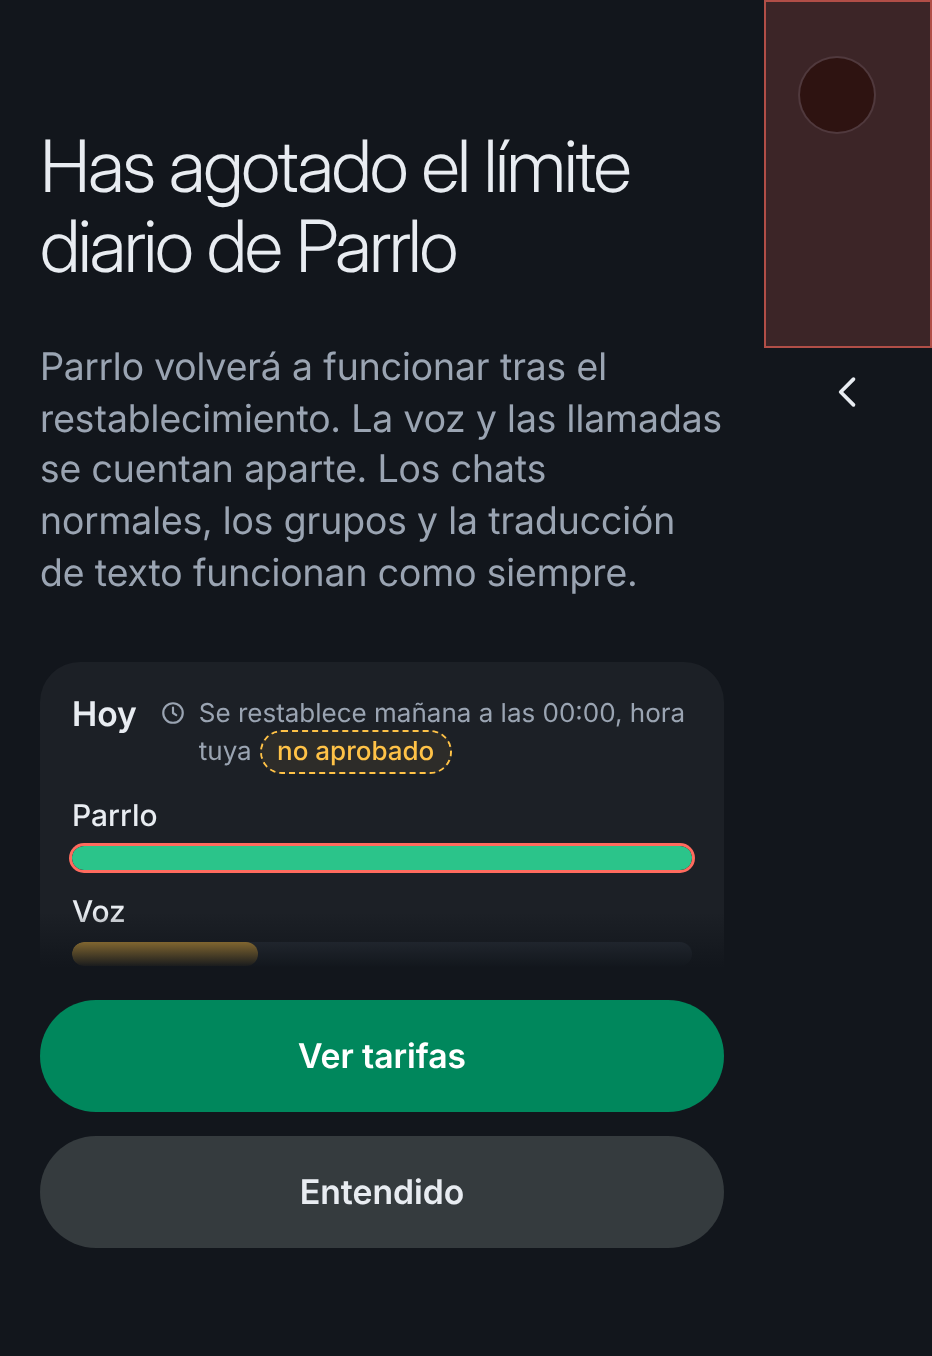 Has agotado el límite
diario de Parrlo
Parrlo volverá a funcionar tras el
restablecimiento. La voz y las llamadas
se cuentan aparte. Los chats
normales, los grupos y la traducción
de texto funcionan como siempre.
Hoy Se restablece mañana a las 00:00, hora
tuya no aprobado
Parrlo
Voz
Ver tarifas
Entendido